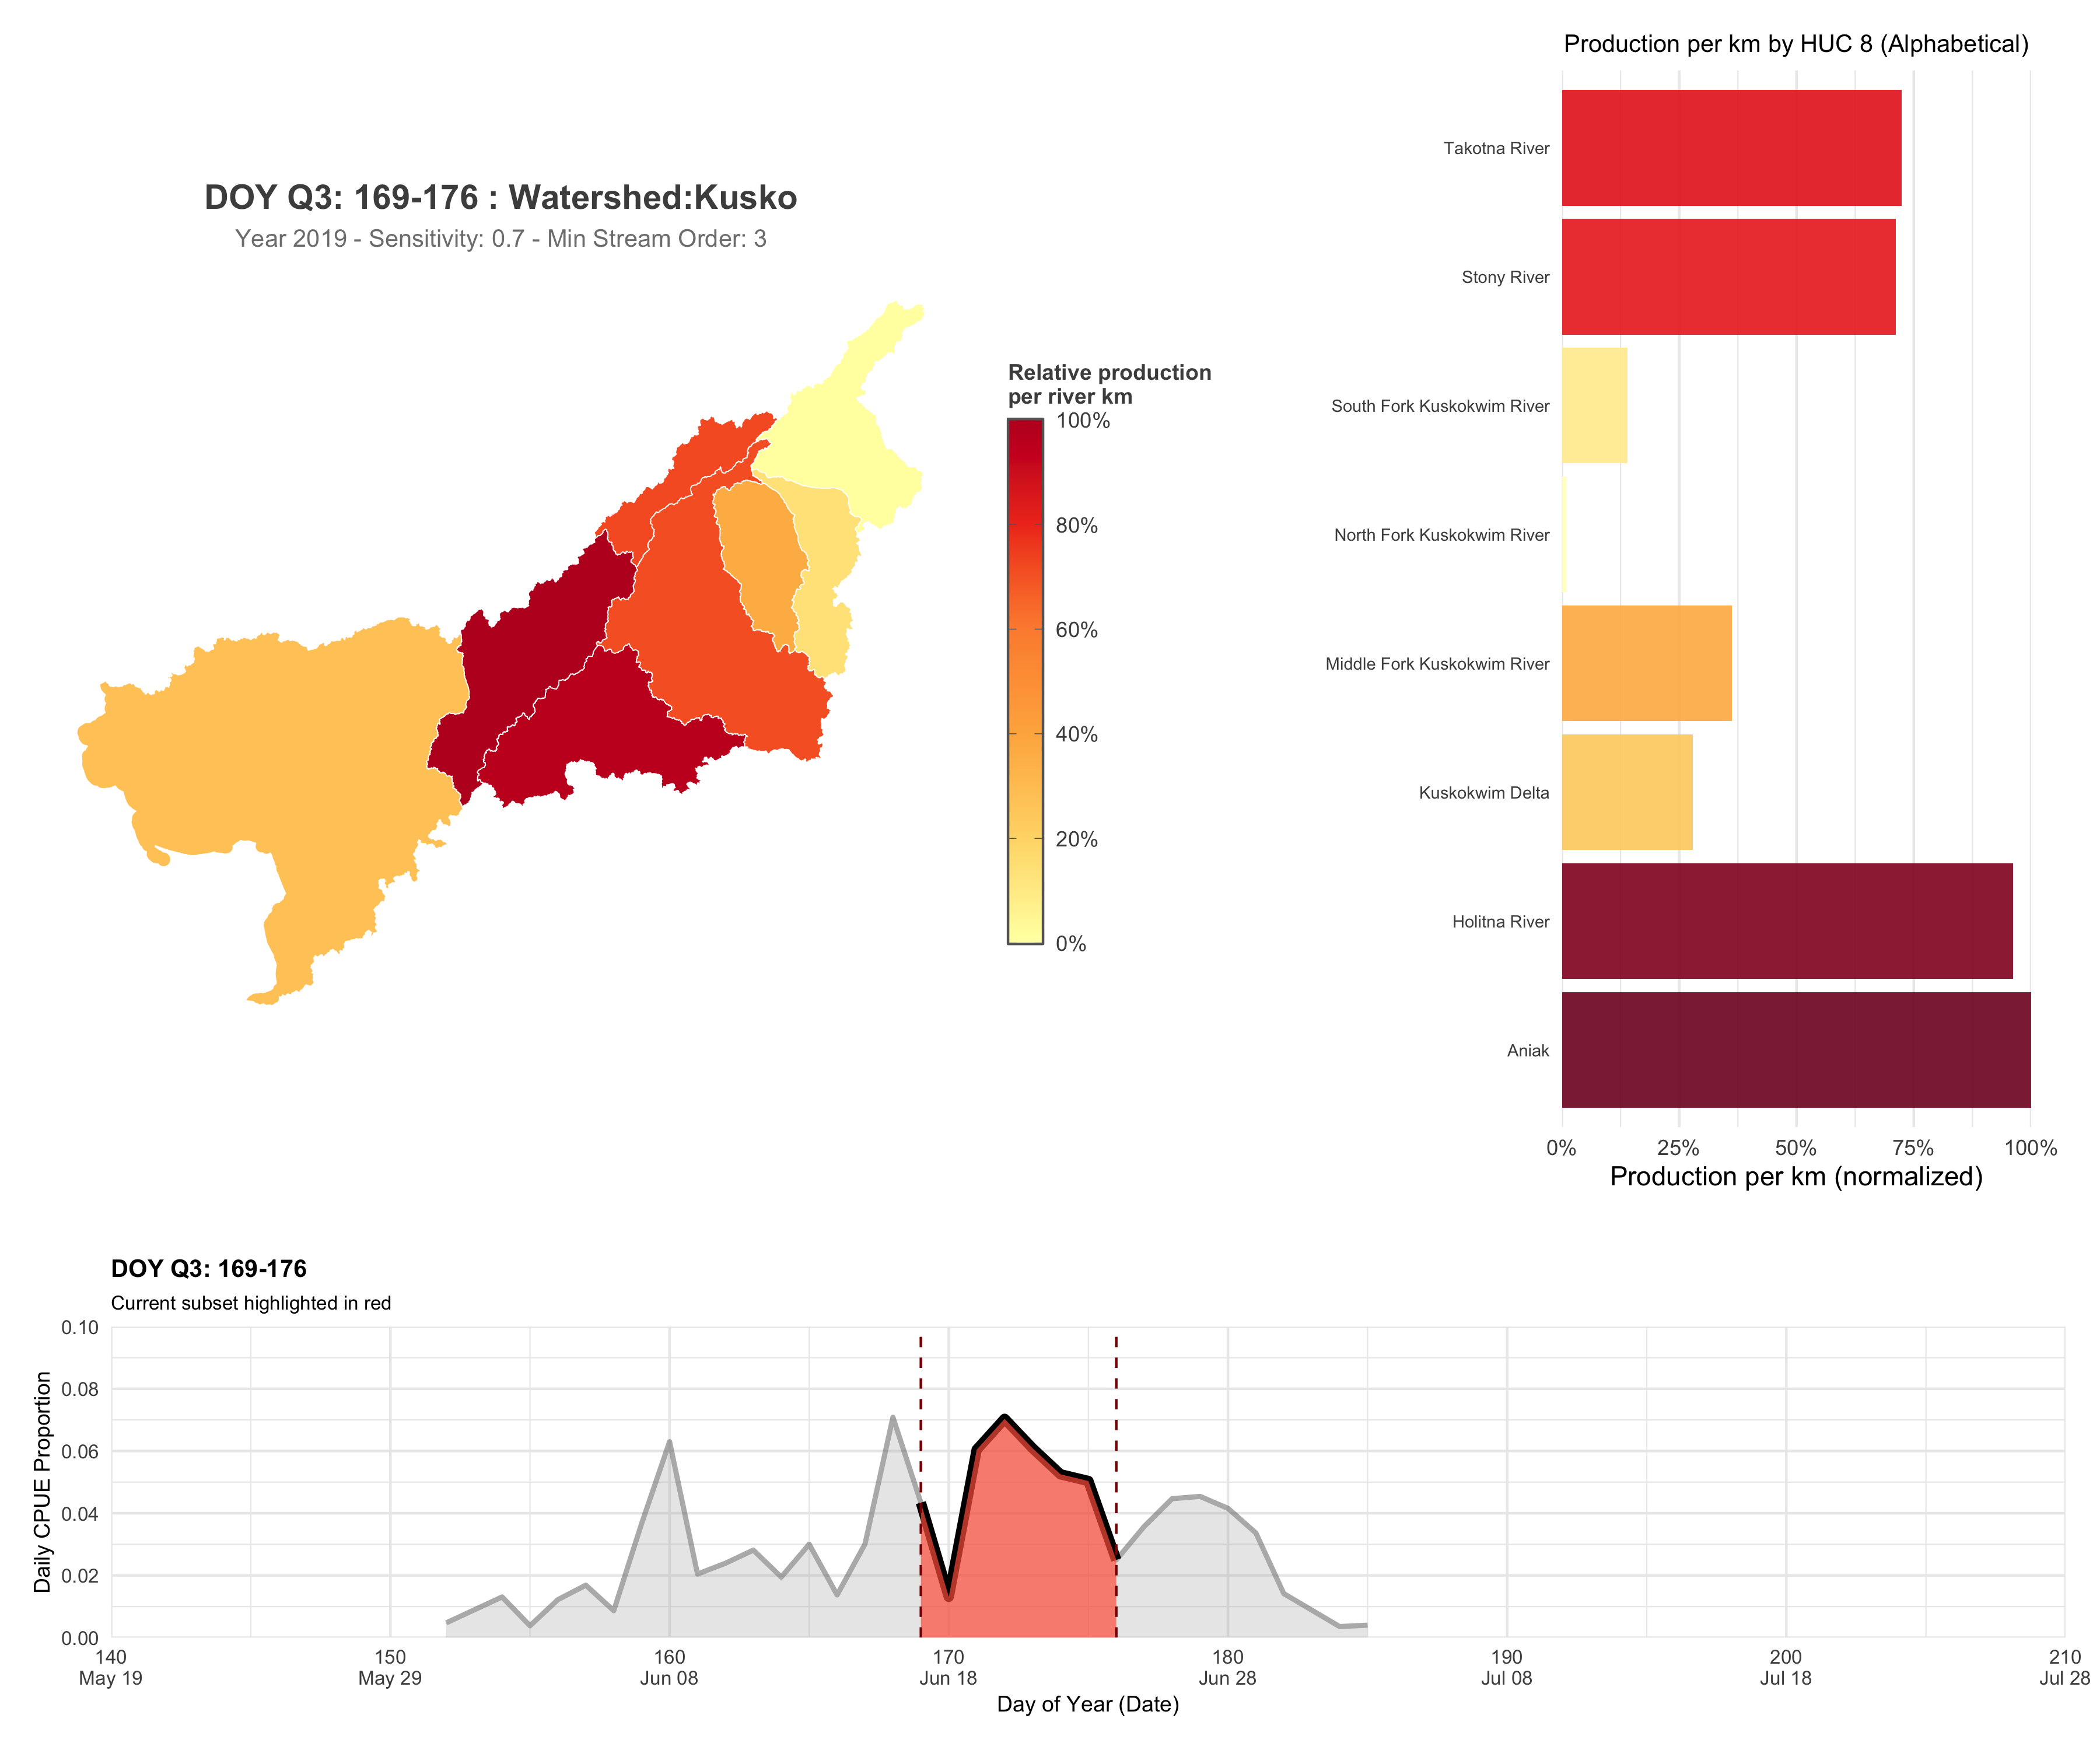 Production per km by HUC 8 (Alphabetical)
Takotna River
Stony River
South Fork Kuskokwim River
North Fork Kuskokwim River
Middle Fork Kuskokwim River
Kuskokwim Delta
Holitna River
Aniak
0% 25% 50% 75% 100%
Production per km (normalized)
DOY Q3: 169-176 : Watershed:Kusko
Year 2019 - Sensitivity: 0.7 - Min Stream Order: 3
Relative production
per river km
100%
80%
60%
40%
20%
0%
DOY Q3: 169-176
Current subset highlighted in red
Daily CPUE Proportion
0.10
0.08
0.06
0.04
0.02
0.00
140 150 160 170 180 190 200 210
May 19 May 29 Jun 08 Jun 18 Jun 28 Jul 08 Jul 18 Jul 28
Day of Year (Date)